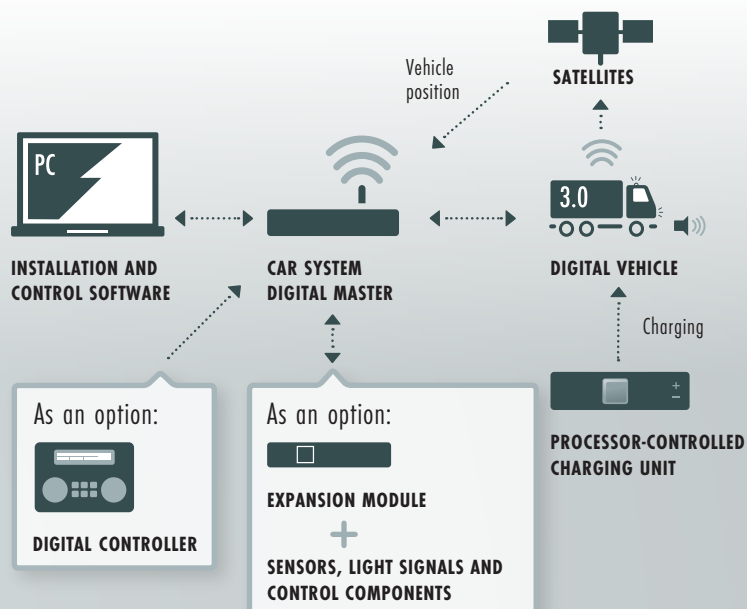 Vehicle
position
SATELLITES
PC
3.0
INSTALLATION AND
CONTROL SOFTWARE
CAR SYSTEM
DIGITAL MASTER
DIGITAL VEHICLE
Charging
+
–
PROCESSOR-CONTROLLED
CHARGING UNIT
As an option:
DIGITAL CONTROLLER
As an option:
EXPANSION MODULE
+
SENSORS, LIGHT SIGNALS AND
CONTROL COMPONENTS